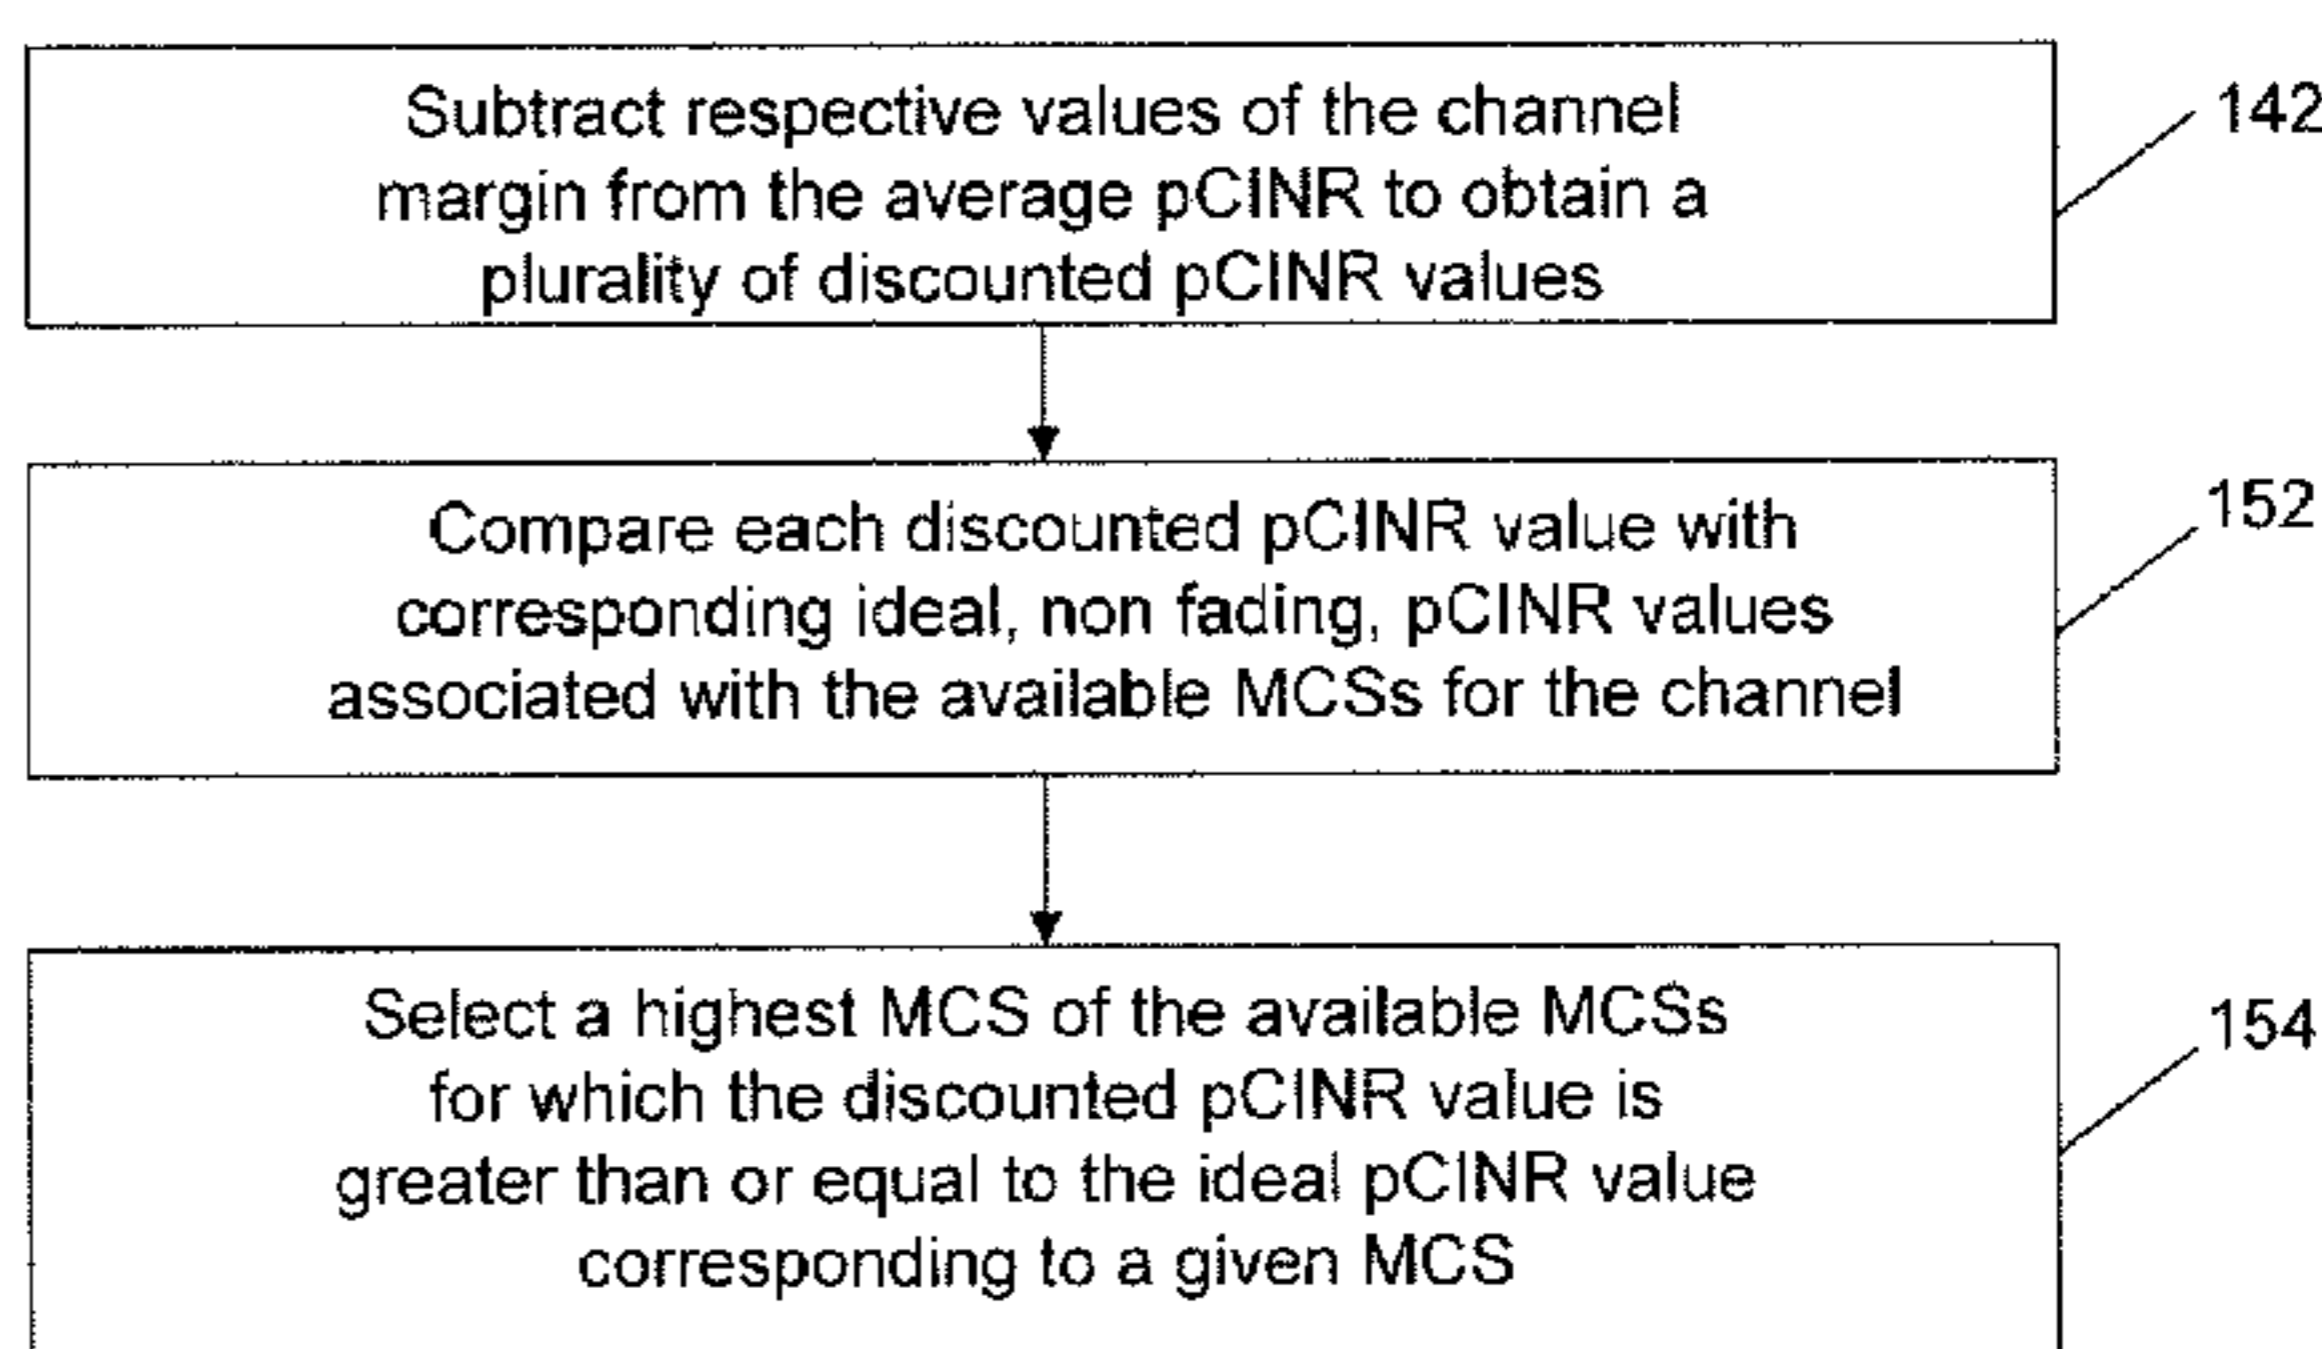 Subtract respective values of the channel
margin from the average pCINR to obtain a
plurality of discounted pCINR values
142
Compare each discounted pCINR value with
corresponding ideal, non fading, pCINR values
associated with the available MCSs for the channel
152
Select a highest MCS of the available MCSs
for which the discounted pCINR value is
greater than or equal to the ideal pCINR value
corresponding to a given MCS
154